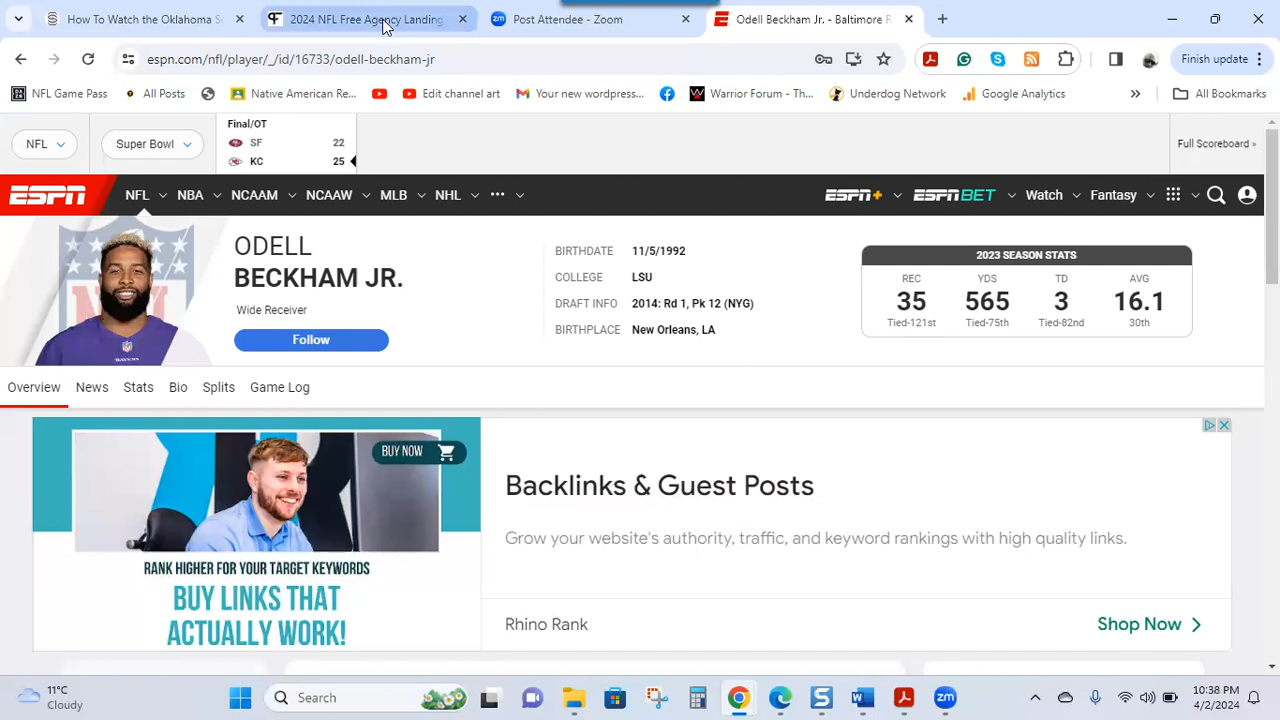 How To Watch the Oklahoma S
2024 NFL Free Agency Landing
Post Attendee - Zoom
Odell Beckham Jr. - Baltimore R
espn.com/nfl/player/_/id/16733/odell-beckham-jr
Finish update
NFL Game Pass
All Posts
Native American Re...
Edit channel art
Your new wordpress...
Warrior Forum - Th...
Underdog Network
Google Analytics
All Bookmarks
NFL
Super Bowl
Final/OT
SF 22
KC 25
Full Scoreboard »
ESPN NFL NBA NCAAM NCAAW MLB NHL ESPN+ ESPN BET Watch Fantasy
ODELL
BECKHAM JR.
Wide Receiver
Follow
BIRTHDATE 11/5/1992
COLLEGE LSU
DRAFT INFO 2014: Rd 1, Pk 12 (NYG)
BIRTHPLACE New Orleans, LA
2023 SEASON STATS
REC YDS TD AVG
35 565 3 16.1
Tied-121st Tied-75th Tied-82nd 30th
Overview News Stats Bio Splits Game Log
BUY NOW
RANK HIGHER FOR YOUR TARGET KEYWORDS
BUY LINKS THAT
ACTUALLY WORK!
Backlinks & Guest Posts
Grow your website's authority, traffic, and keyword rankings with high quality links.
Rhino Rank
Shop Now
11°C
Cloudy
Search
10:38 PM
4/2/2024